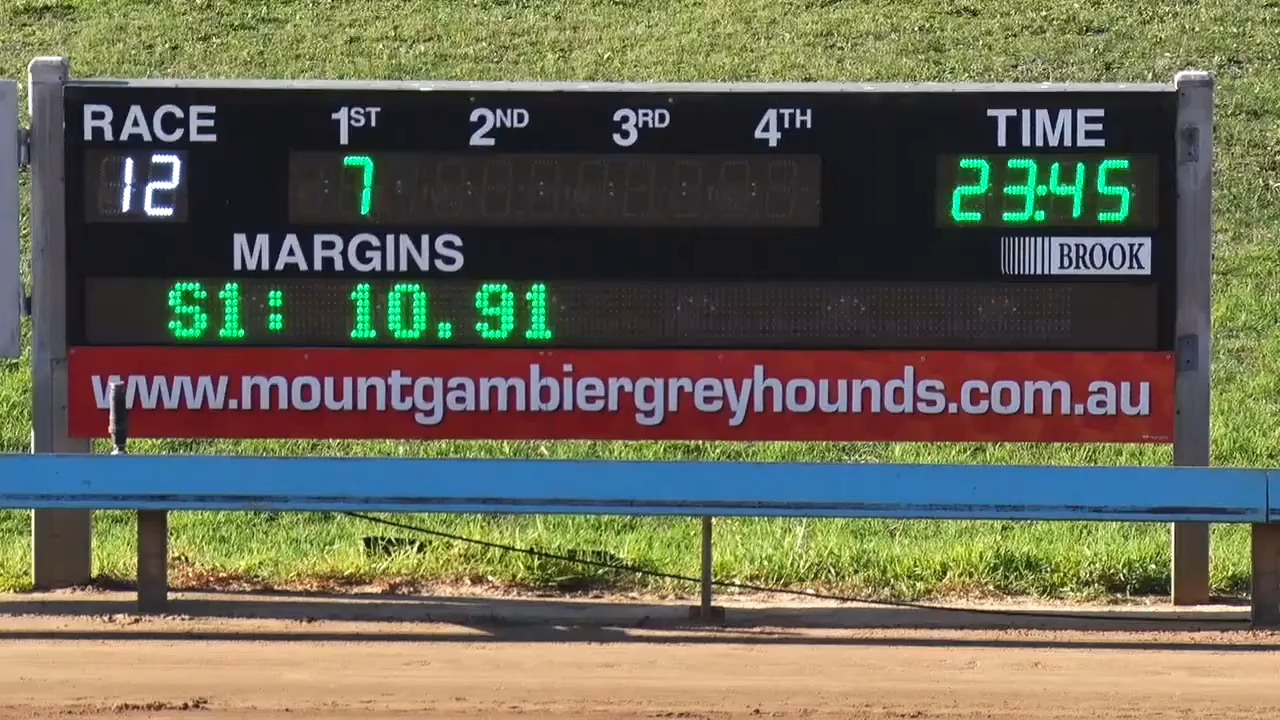 RACE 1ST 2ND 3RD 4TH TIME
12 7 23:45
MARGINS BROOK
S1: 10.91
www.mountgambiergreyhounds.com.au